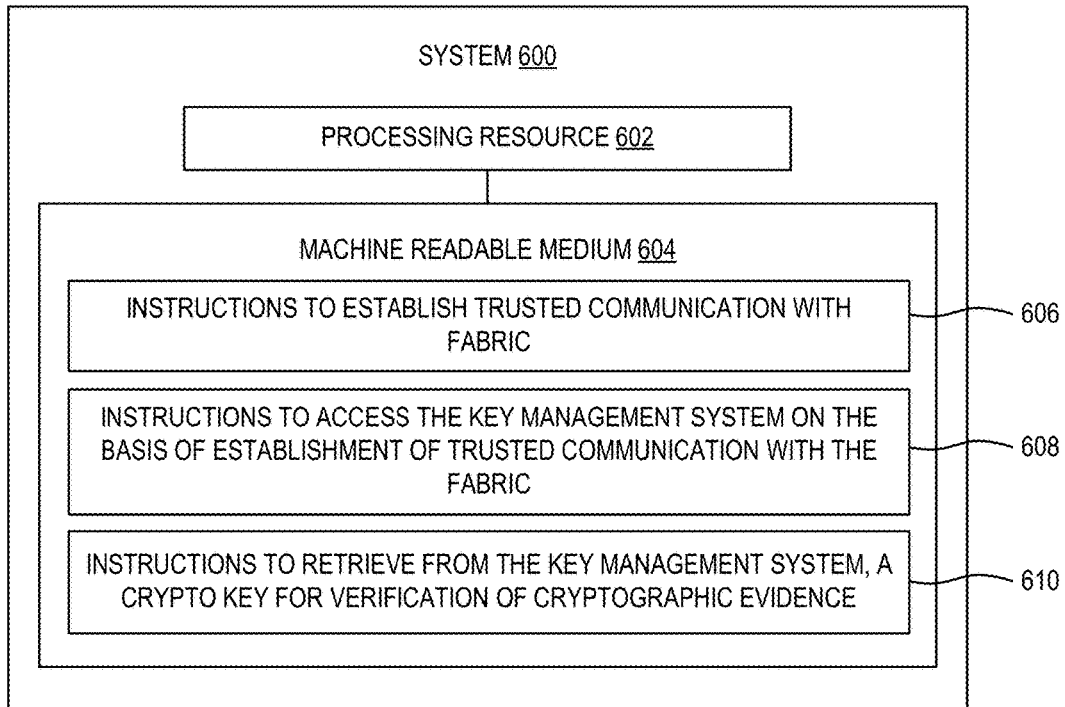 SYSTEM 600
PROCESSING RESOURCE 602
MACHINE READABLE MEDIUM 604
INSTRUCTIONS TO ESTABLISH TRUSTED COMMUNICATION WITH
FABRIC
606
INSTRUCTIONS TO ACCESS THE KEY MANAGEMENT SYSTEM ON THE
BASIS OF ESTABLISHMENT OF TRUSTED COMMUNICATION WITH THE
FABRIC
608
INSTRUCTIONS TO RETRIEVE FROM THE KEY MANAGEMENT SYSTEM, A
CRYPTO KEY FOR VERIFICATION OF CRYPTOGRAPHIC EVIDENCE
610